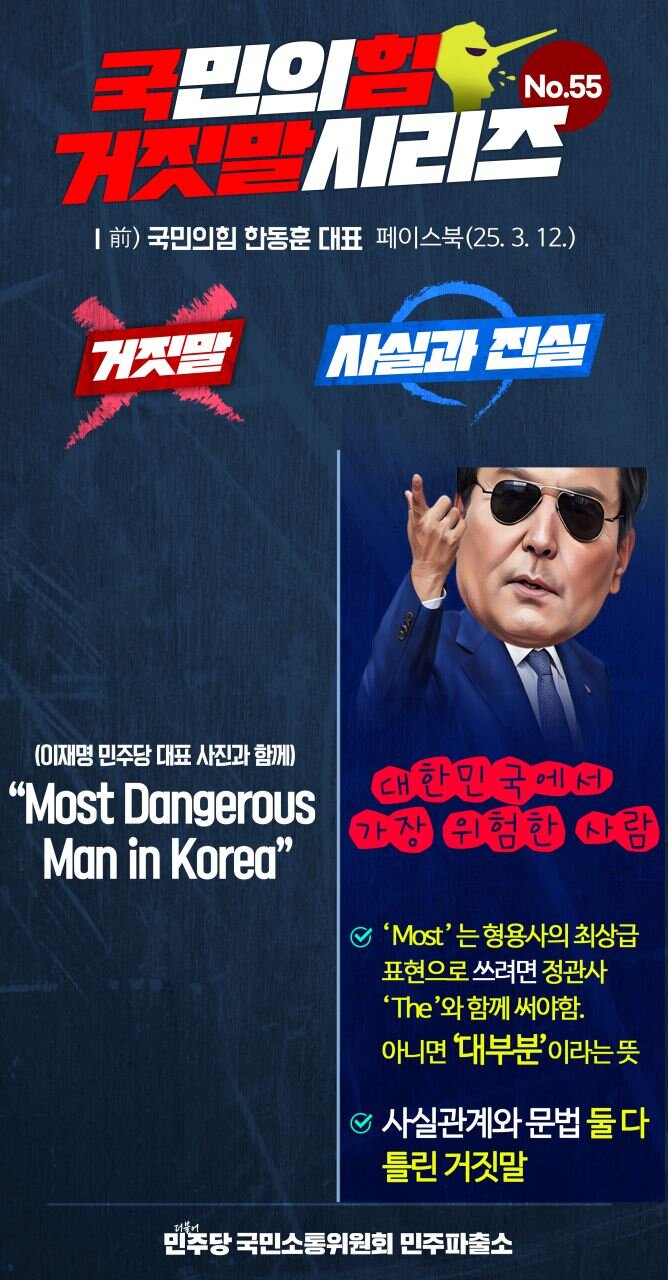 국민의힘
No.55
거짓말시리즈
前) 국민의힘 한동훈 대표 페이스북(25. 3. 12.)
거짓말
사실과 진실
(이재명 민주당 대표 사진과 함께)
“Most Dangerous
Man in Korea”
대한민국에서
가장 위험한 사람
‘Most’ 는 형용사의 최상급
표현으로 쓰려면 정관사
‘The’와 함께 써야함.
아니면 ‘대부분’이라는 뜻
사실관계와 문법 둘 다
틀린 거짓말
더불어
민주당 국민소통위원회 민주파출소